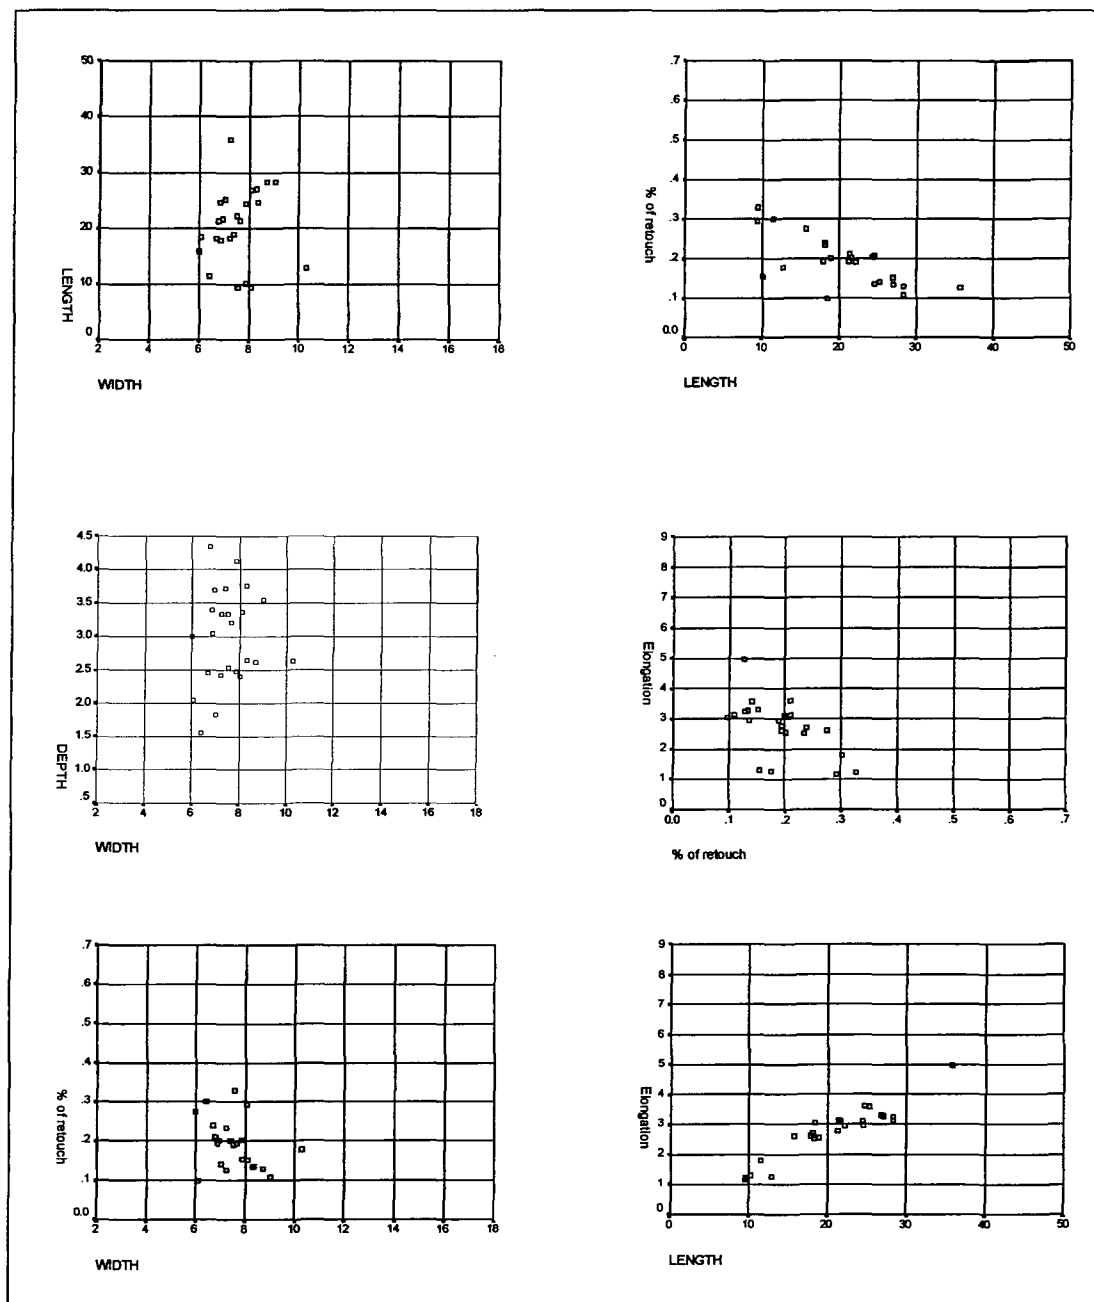 50
40
30
20
10
0
LENGTH
2 4 6 8 10 12 14 16 18
WIDTH
.7
.6
.5
.4
.3
.2
.1
0.0
% of retouch
0 10 20 30 40 50
LENGTH
4.5
4.0
3.5
3.0
2.5
2.0
1.5
1.0
.5
DEPTH
2 4 6 8 10 12 14 16 18
WIDTH
9
8
7
6
5
4
3
2
1
0
Elongation
0.0 .1 .2 .3 .4 .5 .6 .7
% of retouch
.7
.6
.5
.4
.3
.2
.1
0.0
% of retouch
2 4 6 8 10 12 14 16 18
WIDTH
9
8
7
6
5
4
3
2
1
0
Elongation
0 10 20 30 40 50
LENGTH